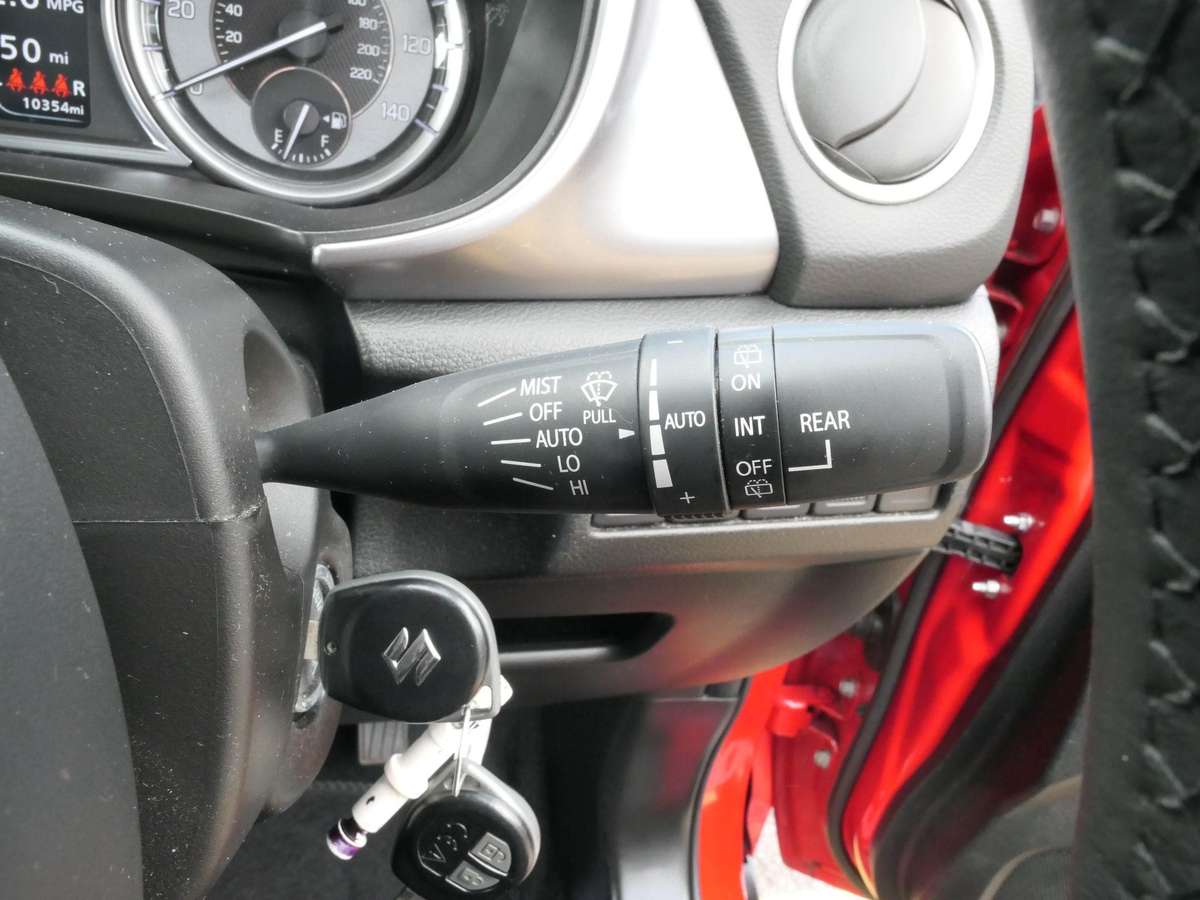 MPG
50 mi
R
10354mi
20
0
40
20
160
180
200
220
120
140
E
F
MIST
OFF
AUTO
LO
HI
PULL
−
AUTO
+
ON
INT
OFF
REAR